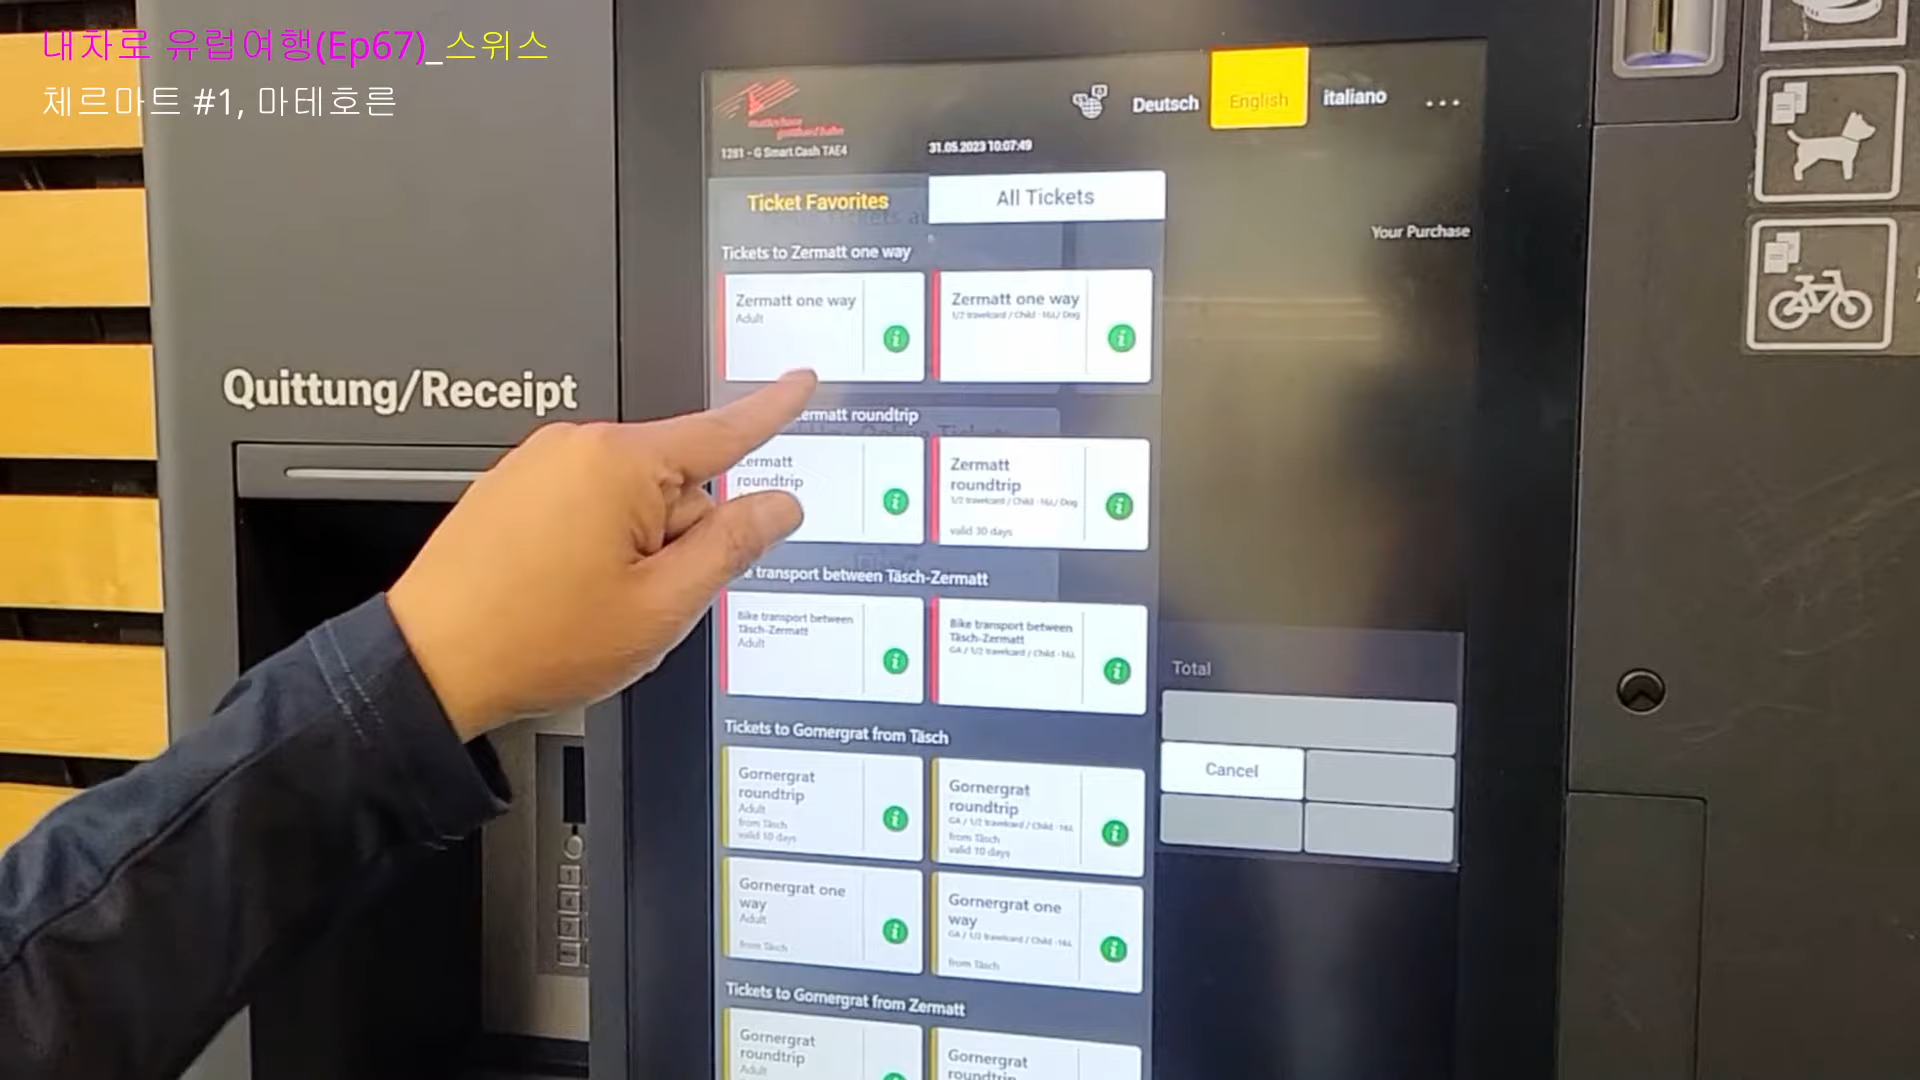 내차로 유럽여행(Ep67)_스위스
체르마트 #1, 마테호른
Deutsch
English
italiano
...
1281 - G Smart Cash TAE4
31.05.2023 10:07:49
Ticket Favorites
All Tickets
Your Purchase
Tickets to Zermatt one way
Zermatt one way
Adult
Zermatt one way
1/2 travelcard / Child -16J./ Dog
Quittung/Receipt
ermatt roundtrip
Zermatt
roundtrip
Zermatt
roundtrip
1/2 travelcard / Child -16J./ Dog
valid 30 days
transport between Täsch-Zermatt
Bike transport between
Täsch-Zermatt
Adult
Bike transport between
Täsch-Zermatt
GA / 1/2 travelcard / Child -16J.
Total
Cancel
Tickets to Gornergrat from Täsch
Gornergrat
roundtrip
Adult
from Täsch
valid 10 days
Gornergrat
roundtrip
GA / 1/2 travelcard / Child -16J.
from Täsch
valid 10 days
Gornergrat one
way
Adult
from Täsch
Gornergrat one
way
GA / 1/2 travelcard / Child -16J.
from Täsch
Tickets to Gornergrat from Zermatt
Gornergrat
roundtrip
Adult
Gornergrat
roundtrip